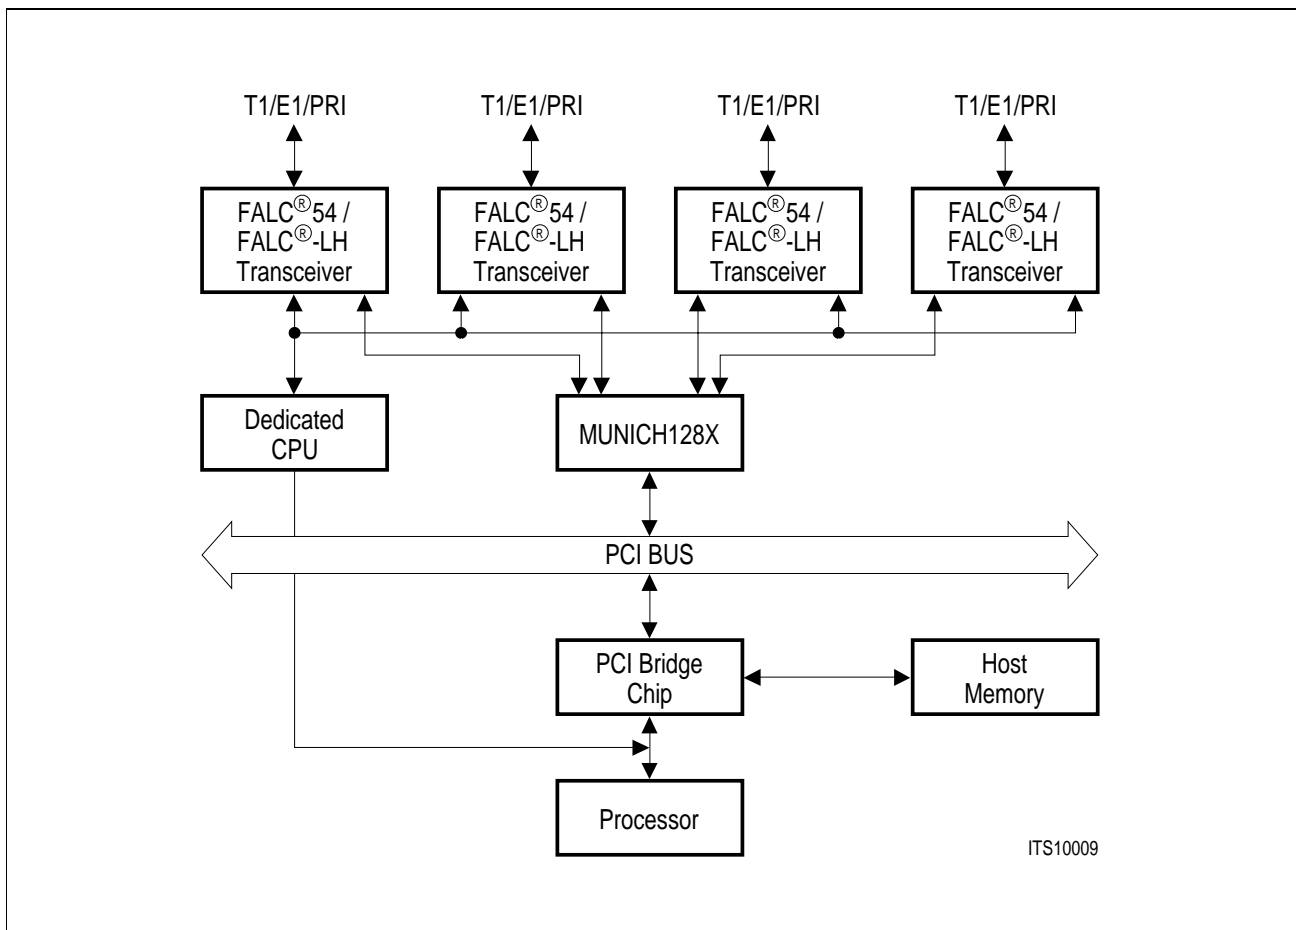 T1/E1/PRI
T1/E1/PRI
T1/E1/PRI
T1/E1/PRI
FALC®54 /
FALC®-LH
Transceiver
FALC®54 /
FALC®-LH
Transceiver
FALC®54 /
FALC®-LH
Transceiver
FALC®54 /
FALC®-LH
Transceiver
Dedicated
CPU
MUNICH128X
PCI BUS
PCI Bridge
Chip
Host
Memory
Processor
ITS10009